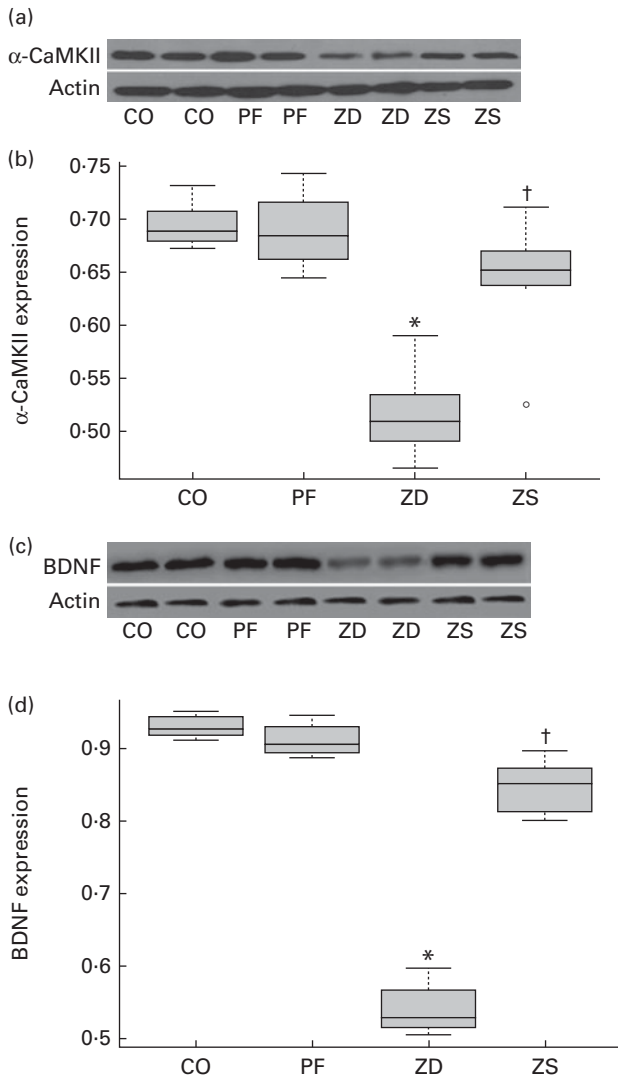 (a)
α-CaMKII
Actin
CO CO PF PF ZD ZD ZS ZS
(b)
α-CaMKII expression
0·75
0·70
0·65
0·60
0·55
0·50
*
†
CO PF ZD ZS
(c)
BDNF
Actin
CO CO PF PF ZD ZD ZS ZS
(d)
BDNF expression
0·9
0·8
0·7
0·6
0·5
*
†
CO PF ZD ZS